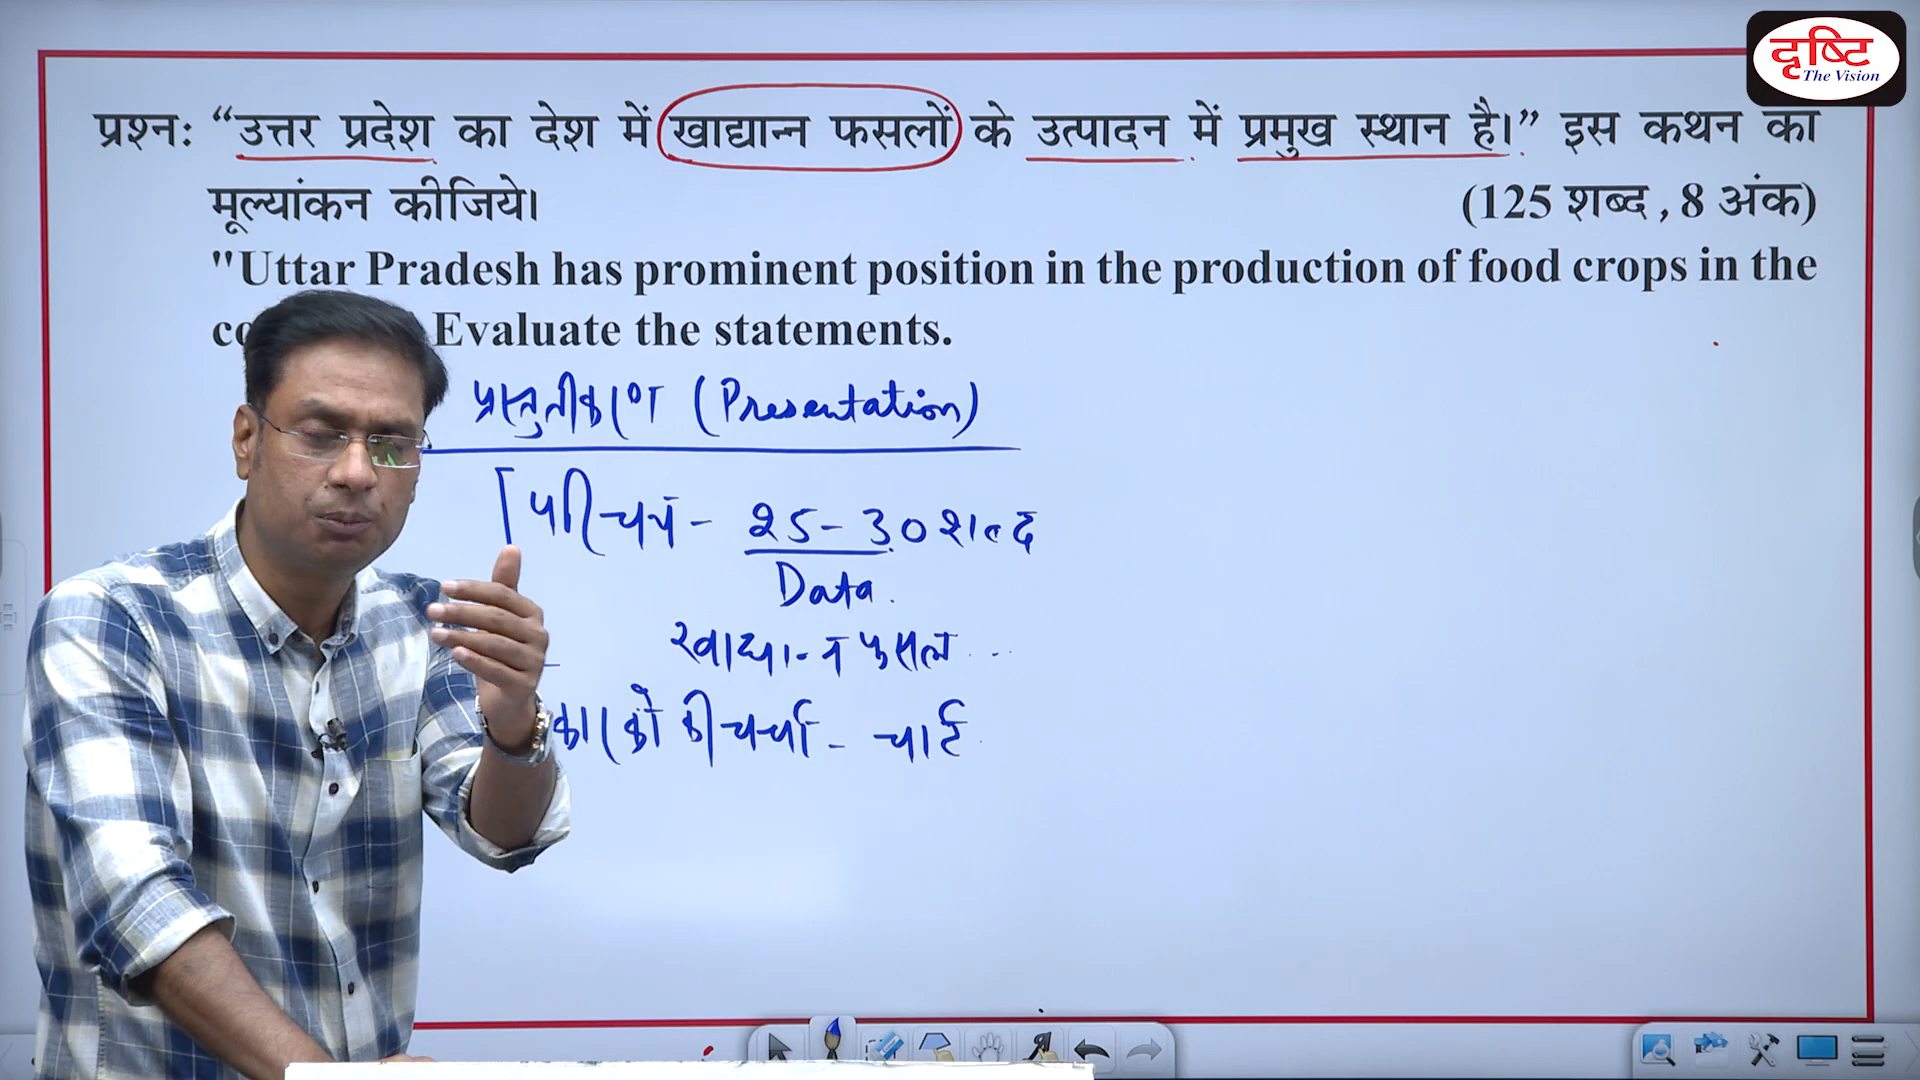 दृष्टि
The Vision
प्रश्न: “उत्तर प्रदेश का देश में खाद्यान्न फसलों के उत्पादन में प्रमुख स्थान है।” इस कथन का
मूल्यांकन कीजिये। (125 शब्द , 8 अंक)
"Uttar Pradesh has prominent position in the production of food crops in the
Evaluate the statements.
प्रस्तुतीकरण (Presentation)
परिचय - 25-30 शब्द
Data.
खाद्यान्न फसल ...
कारकों की चर्चा - चार्ट